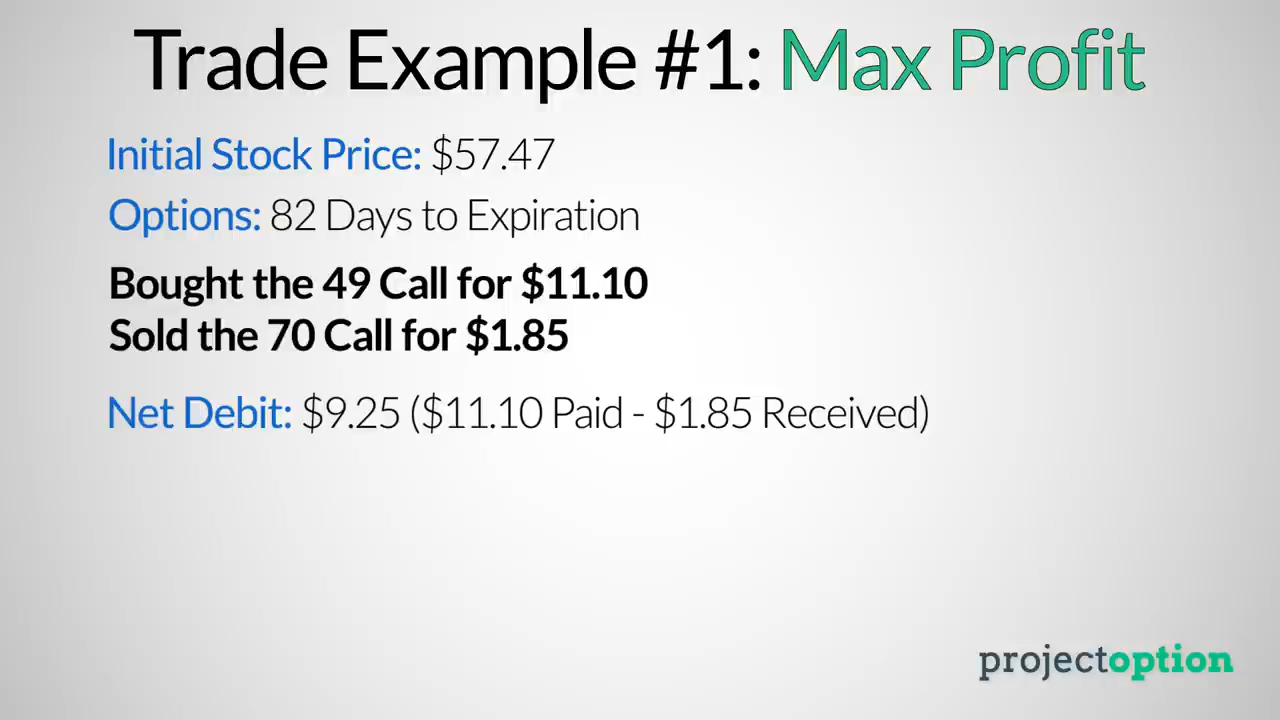 Trade Example #1: Max Profit
Initial Stock Price: $57.47
Options: 82 Days to Expiration
Bought the 49 Call for $11.10
Sold the 70 Call for $1.85
Net Debit: $9.25 ($11.10 Paid - $1.85 Received)
projectoption